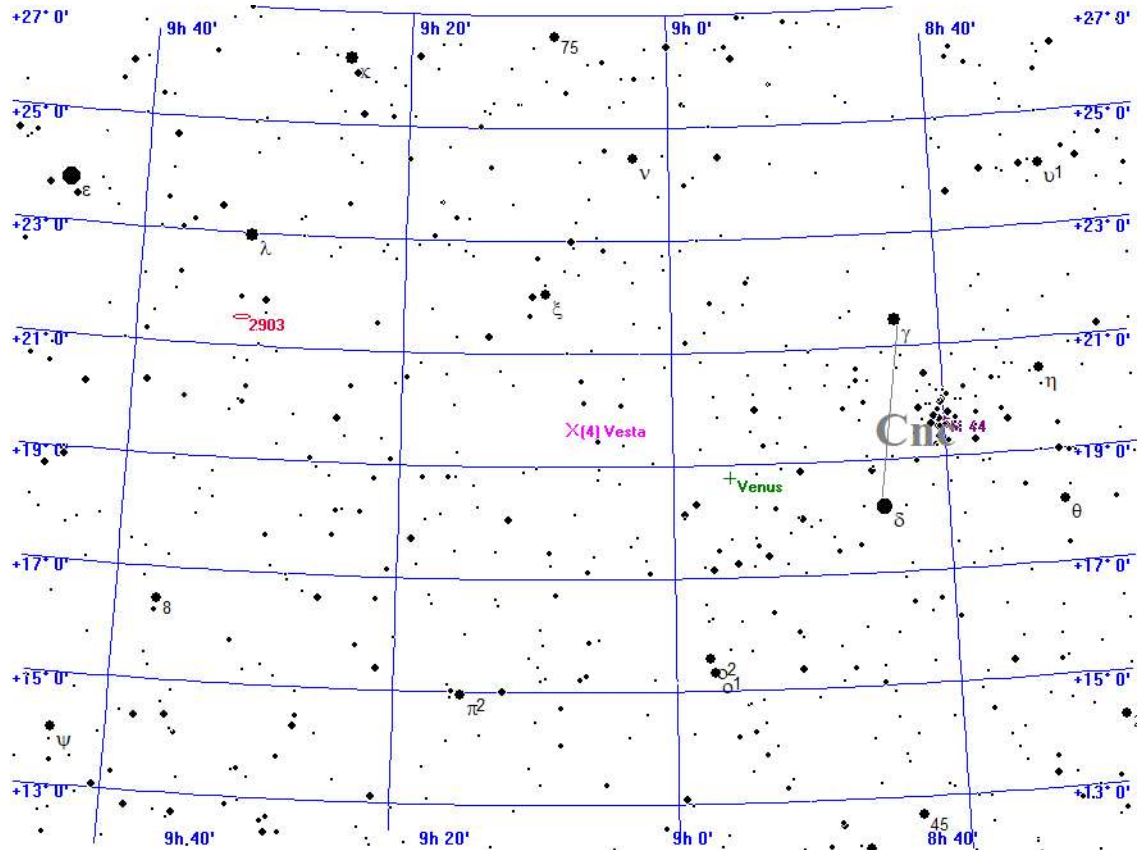 +27° 0'
9h 40'
9h 20'
9h 0'
8h 40'
+27° 0'
75
κ
+25° 0'
+25° 0'
ν
υ1
ε
+23° 0'
λ
+23° 0'
ξ
2903
γ
+21° 0'
+21° 0'
η
(4) Vesta
Cnc
M 44
+19° 0'
+19° 0'
Venus
δ
θ
+17° 0'
+17° 0'
8
ο2
ο1
+15° 0'
+15° 0'
π2
ψ
+13° 0'
+13° 0'
45
9h 40'
9h 20'
9h 0'
8h 40'